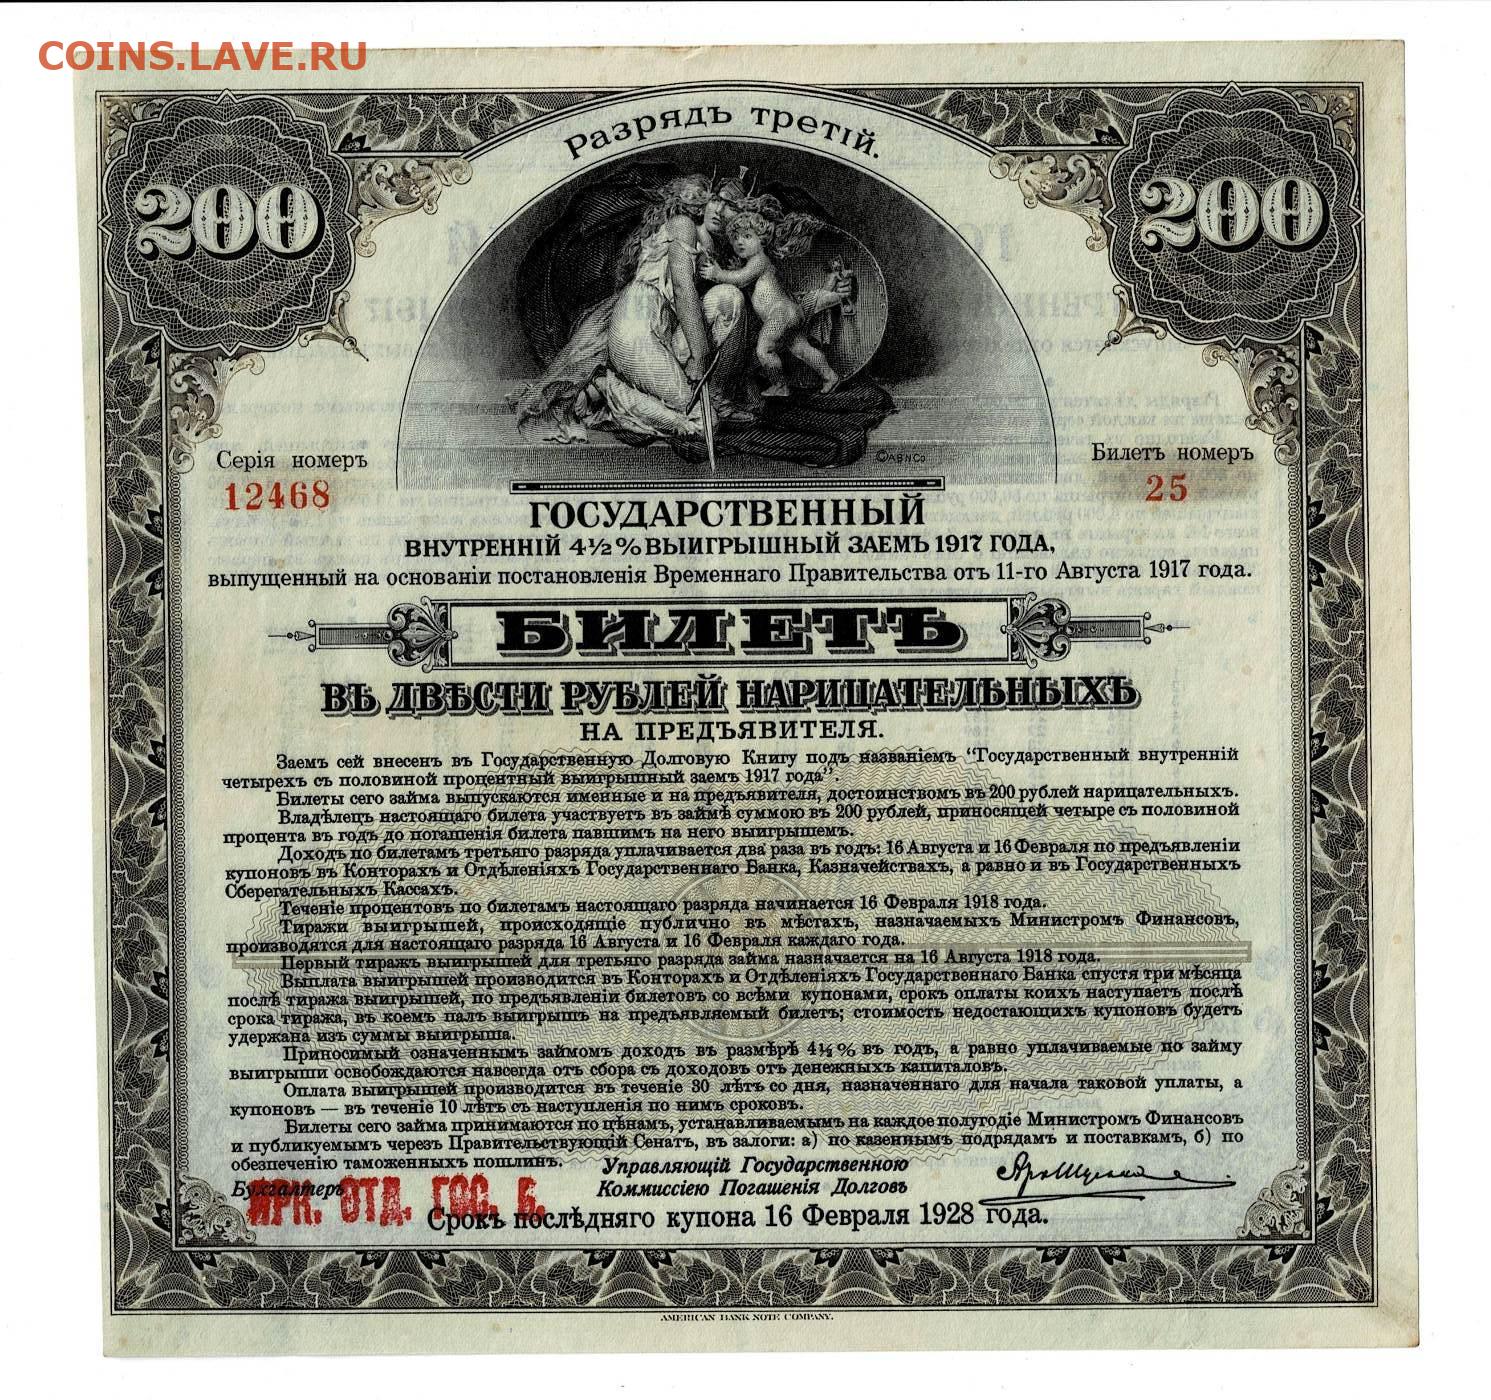 COINS.LAVE.RU
Разрядъ третій.
200
200
©ABNCo
Серія номеръ
12468
Билетъ номеръ
25
ГОСУДАРСТВЕННЫЙ
ВНУТРЕННІЙ 4½% ВЫИГРЫШНЫЙ ЗАЕМЪ 1917 ГОДА,
выпущенный на основаніи постановленія Временнаго Правительства отъ 11-го Августа 1917 года.
БИЛЕТЪ
ВЪ ДВѢСТИ РУБЛЕЙ НАРИЦАТЕЛЬНЫХЪ
НА ПРЕДЪЯВИТЕЛЯ.
Заемъ сей внесенъ въ Государственную Долговую Книгу подъ названіемъ “Государственный внутренній
четырехъ съ половиной процентный выигрышный заемъ 1917 года”.
Билеты сего займа выпускаются именные и на предъявителя, достоинствомъ въ 200 рублей нарицательныхъ.
Владѣлецъ настоящаго билета участвуетъ въ займѣ суммою въ 200 рублей, приносящей четыре съ половиной
процента въ годъ до погашенія билета павшимъ на него выигрышемъ.
Доходъ по билетамъ третьяго разряда уплачивается два раза въ годъ: 16 Августа и 16 Февраля по предъявленіи
купоновъ въ Конторахъ и Отдѣленіяхъ Государственнаго Банка, Казначействахъ, а равно и въ Государственныхъ
Сберегательныхъ Кассахъ.
Теченіе процентовъ по билетамъ настоящаго разряда начинается 16 Февраля 1918 года.
Тиражи выигрышей, происходящіе публично въ мѣстахъ, назначаемыхъ Министромъ Финансовъ,
производятся для настоящаго разряда 16 Августа и 16 Февраля каждаго года.
Первый тиражъ выигрышей для третьяго разряда займа назначается на 16 Августа 1918 года.
Выплата выигрышей производится въ Конторахъ и Отдѣленіяхъ Государственнаго Банка спустя три мѣсяца
послѣ тиража выигрышей, по предъявленіи билетовъ со всѣми купонами, срокъ оплаты коихъ наступаетъ послѣ
срока тиража, въ коемъ палъ выигрышъ на предъявляемый билетъ; стоимость недостающихъ купоновъ будетъ
удержана изъ суммы выигрыша.
Приносимый означеннымъ займомъ доходъ въ размѣрѣ 4½% въ годъ, а равно уплачиваемые по займу
выигрыши освобождаются навсегда отъ сбора съ доходовъ отъ денежныхъ капиталовъ.
Оплата выигрышей производится въ теченіе 30 лѣтъ со дня, назначеннаго для начала таковой уплаты, а
купоновъ — въ теченіе 10 лѣтъ съ наступленія по нимъ сроковъ.
Билеты сего займа принимаются по цѣнамъ, устанавливаемымъ на каждое полугодіе Министромъ Финансовъ
и публикуемымъ черезъ Правительствующій Сенатъ, въ залоги: а) по казеннымъ подрядамъ и поставкамъ, б) по
обезпеченію таможенныхъ пошлинъ.
Управляющій Государственною
Коммиссіею Погашенія Долговъ
Бухгалтеръ
ИРК. ОТД. ГОС. Б.
Срокъ послѣдняго купона 16 Февраля 1928 года.
AMERICAN BANK NOTE COMPANY.